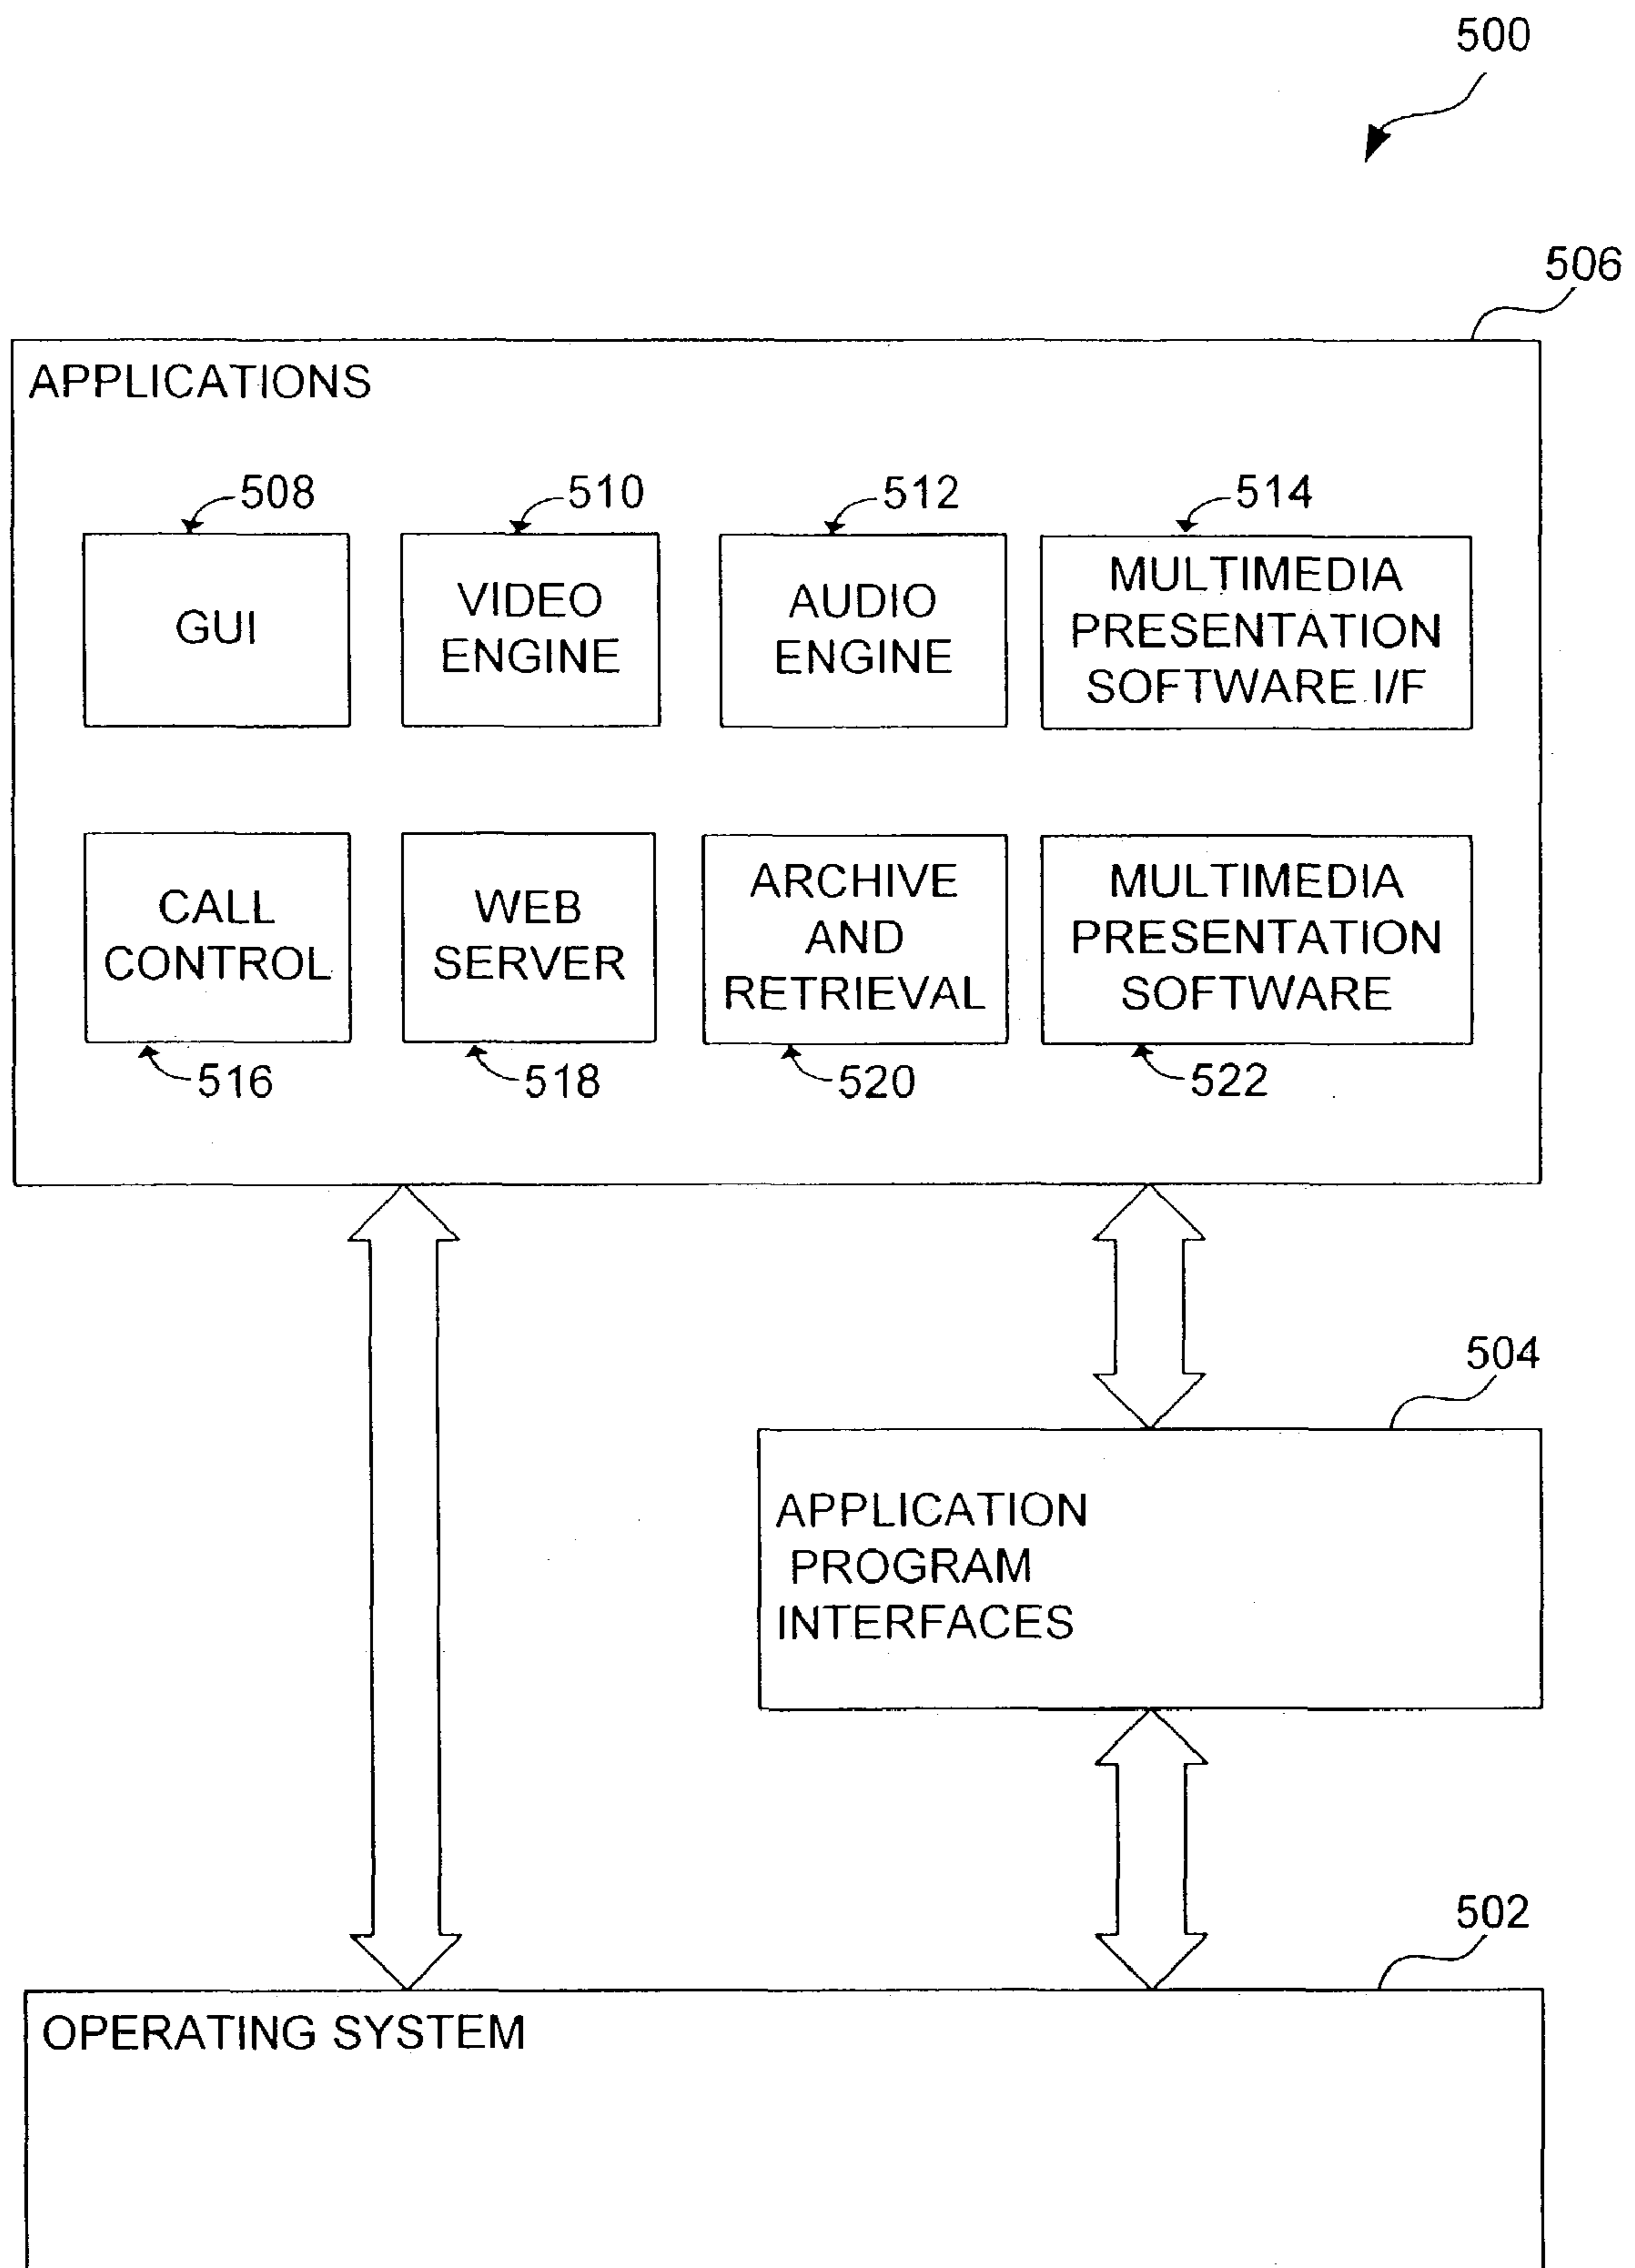 500
506
APPLICATIONS
508
510
512
514
GUI
VIDEO
ENGINE
AUDIO
ENGINE
MULTIMEDIA
PRESENTATION
SOFTWARE I/F
CALL
CONTROL
WEB
SERVER
ARCHIVE
AND
RETRIEVAL
MULTIMEDIA
PRESENTATION
SOFTWARE
516
518
520
522
504
APPLICATION
PROGRAM
INTERFACES
502
OPERATING SYSTEM